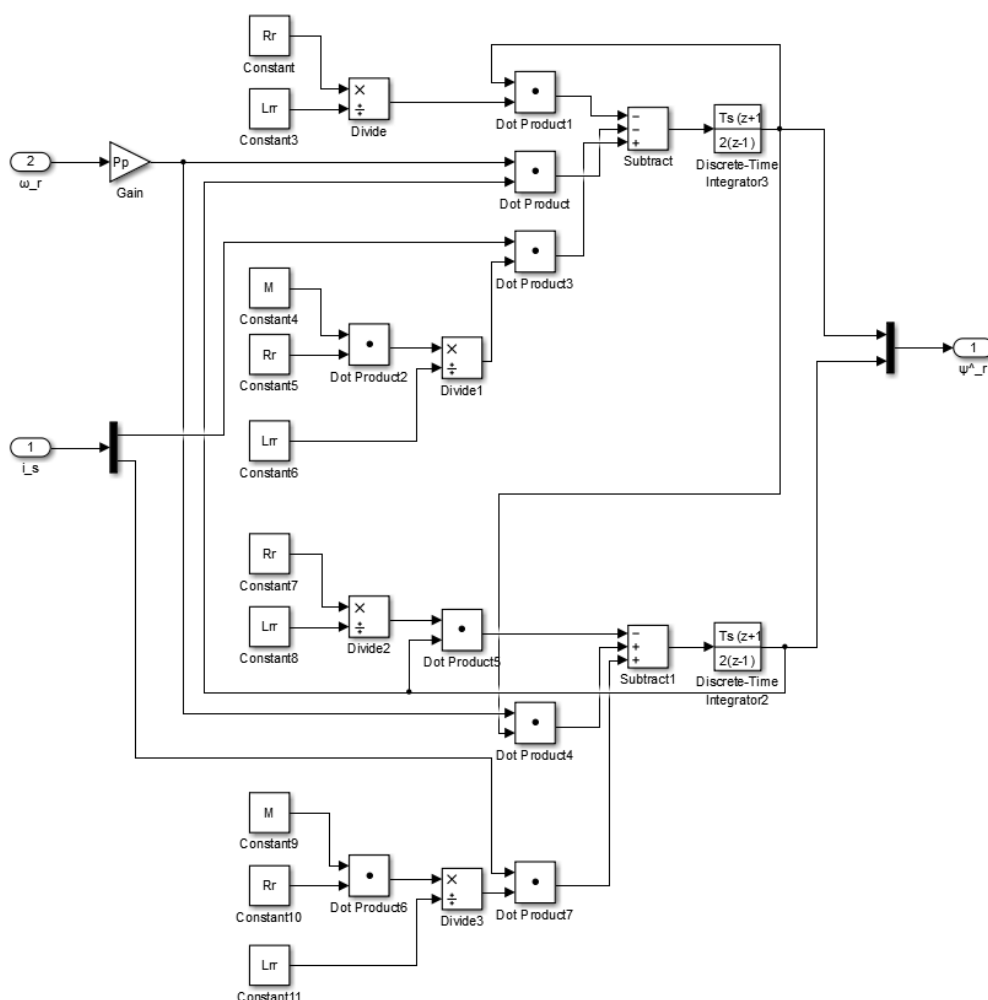 Rr
Constant
Lrr
Constant3
×
÷
Divide
Dot Product1
−
−
+
Subtract
Ts (z+1
2(z-1)
Discrete-Time
Integrator3
2
ω_r
Pp
Gain
Dot Product
Dot Product3
M
Constant4
Rr
Constant5
Dot Product2
×
÷
Divide1
Lrr
Constant6
1
i_s
1
ψ^_r
Rr
Constant7
Lrr
Constant8
×
÷
Divide2
Dot Product5
−
+
+
Subtract1
Ts (z+1
2(z-1)
Discrete-Time
Integrator2
Dot Product4
M
Constant9
Rr
Constant10
Dot Product6
×
÷
Divide3
Dot Product7
Lrr
Constant11